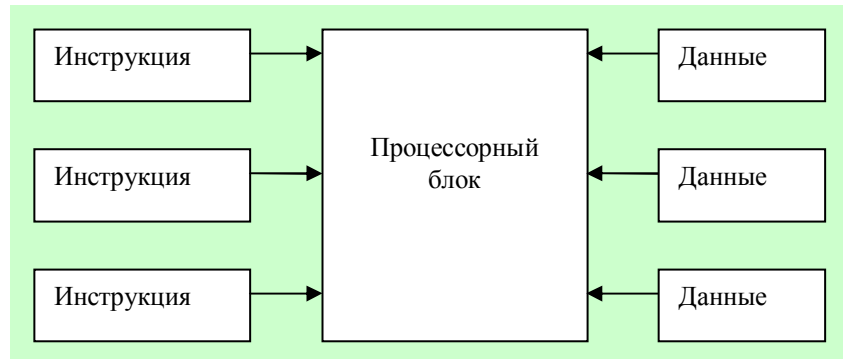 Инструкция
Данные
Процессорный
блок
Инструкция
Данные
Инструкция
Данные